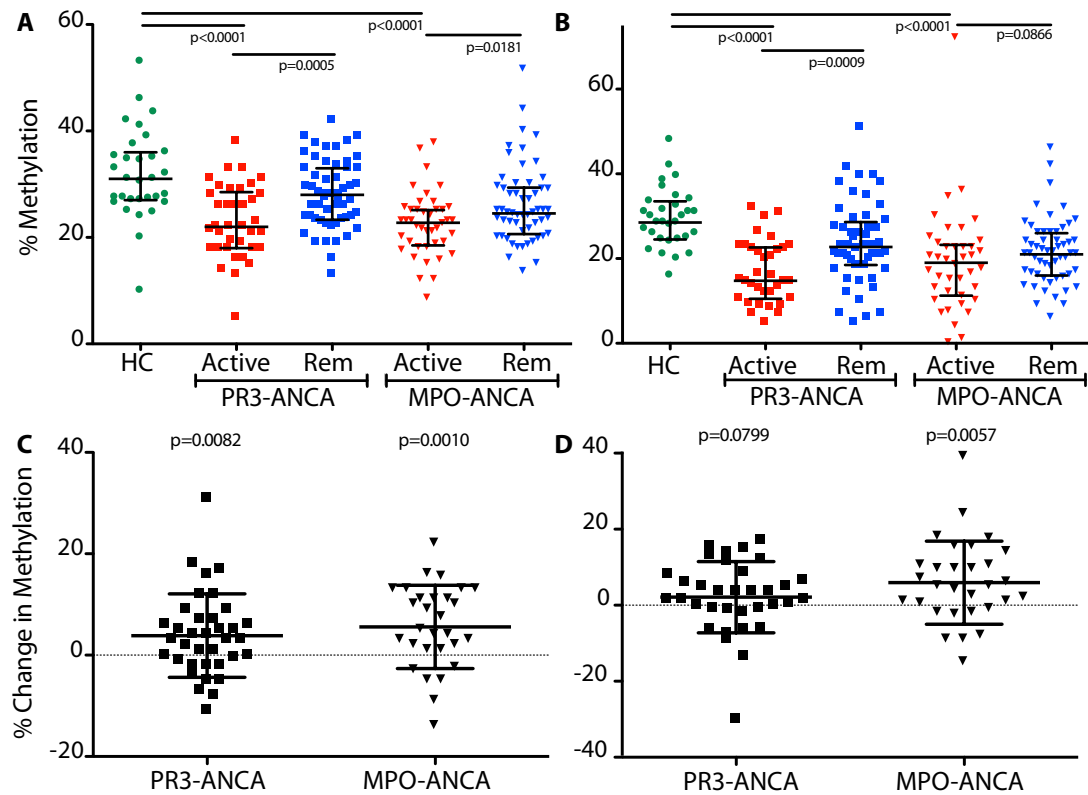 A
60
40
20
0
% Methylation
p<0.0001
p<0.0001
p=0.0181
p=0.0005
HC
Active
Rem
Active
Rem
PR3-ANCA
MPO-ANCA
B
60
40
20
0
p<0.0001
p<0.0001
p=0.0866
p=0.0009
HC
Active
Rem
Active
Rem
PR3-ANCA
MPO-ANCA
C
40
20
0
-20
% Change in Methylation
p=0.0082
p=0.0010
PR3-ANCA
MPO-ANCA
D
40
20
0
-20
-40
p=0.0799
p=0.0057
PR3-ANCA
MPO-ANCA